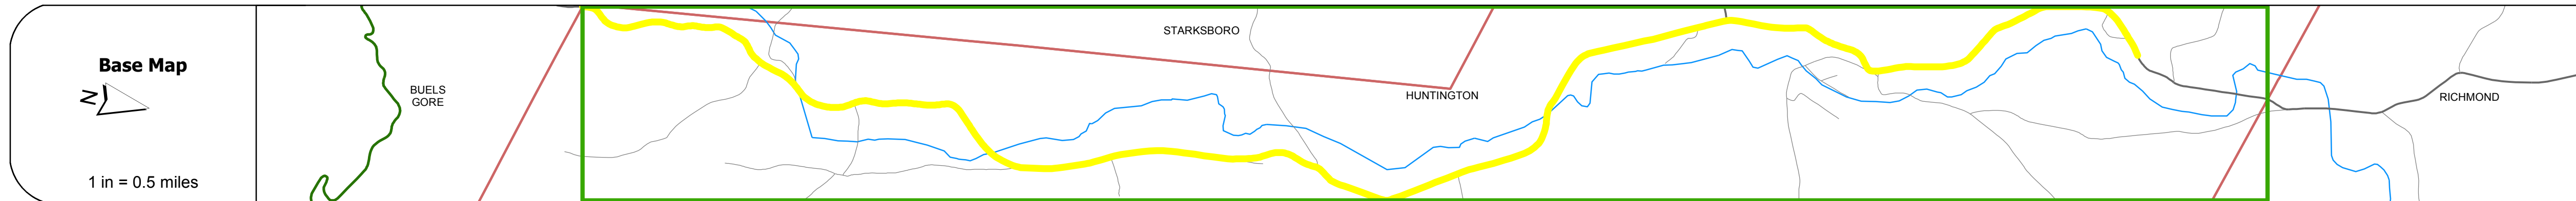 Base Map
N
1 in = 0.5 miles
BUELS
GORE
STARKSBORO
HUNTINGTON
RICHMOND